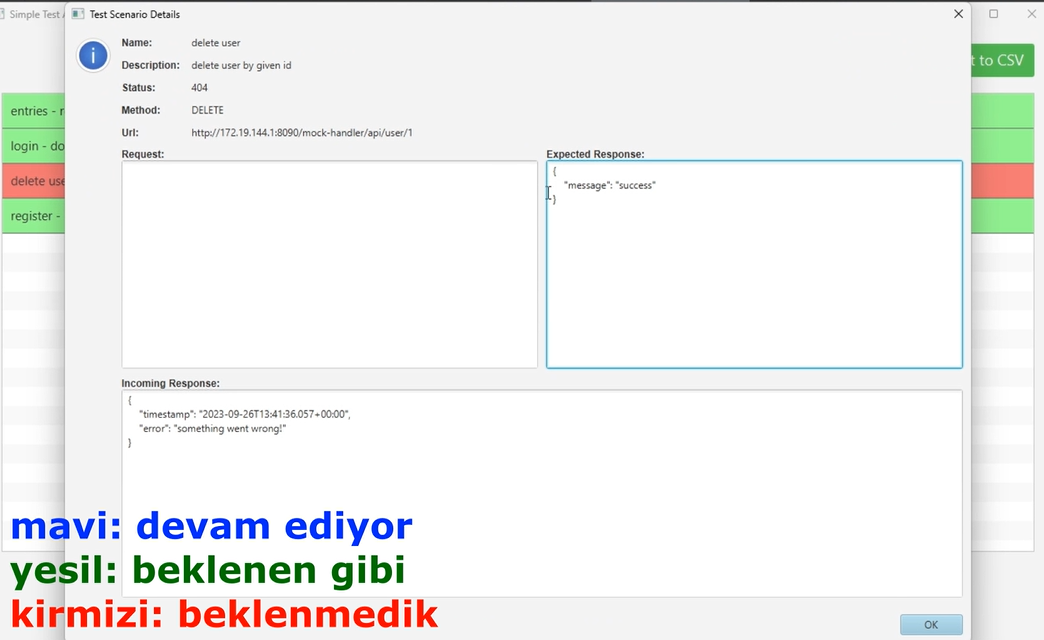 Simple Test A
Test Scenario Details
Name: delete user
Description: delete user by given id
Status: 404
Method: DELETE
Url: http://172.19.144.1:8090/mock-handler/api/user/1
Request:
Expected Response:
{
"message": "success"
}
Incoming Response:
{
"timestamp": "2023-09-26T13:41:36.057+00:00",
"error": "something went wrong!"
}
OK
t to CSV
entries - r
login - do
delete use
register -
mavi: devam ediyor
yesil: beklenen gibi
kirmizi: beklenmedik